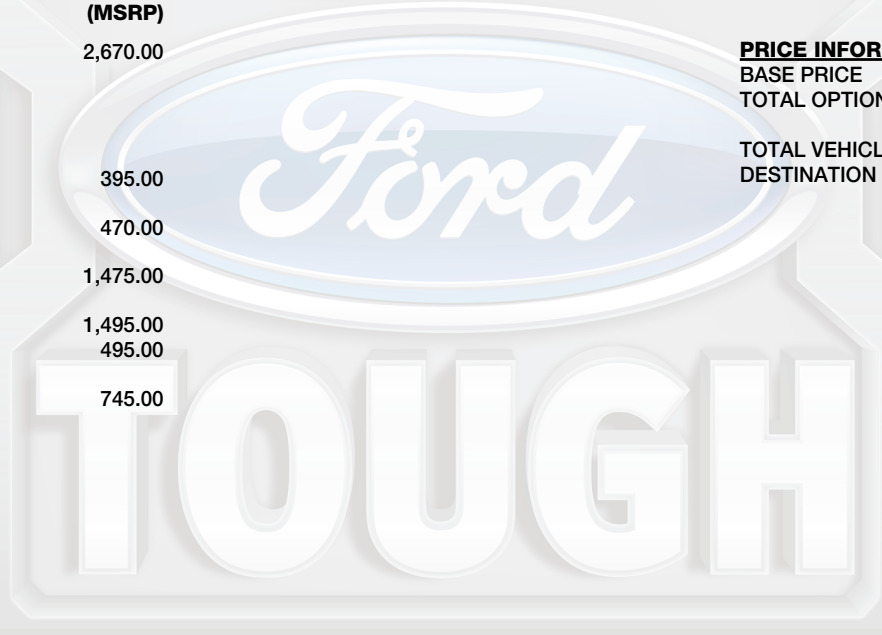 (MSRP)
2,670.00
395.00
470.00
1,475.00
1,495.00
495.00
745.00
PRICE INFOR
BASE PRICE
TOTAL OPTION
TOTAL VEHICL
DESTINATION
Ford
TOUGH